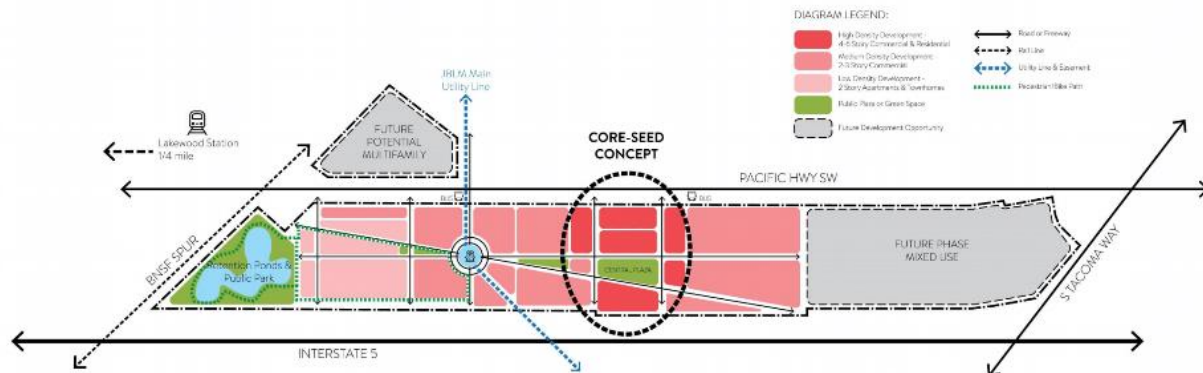 DIAGRAM LEGEND:
High Density Development -
4-6 Story Commercial & Residential
Medium Density Development -
2-3 Story Commercial
Low Density Development -
2 Story Apartments & Townhomes
Public Plaza or Green Space
Future Development Opportunity
Road or Freeway
Rail Line
Utility Line & Easement
Pedestrian/Bike Path
JBLM Main
Utility Line
Lakewood Station
1/4 mile
FUTURE
POTENTIAL
MULTIFAMILY
CORE-SEED
CONCEPT
PACIFIC HWY SW
BUS
BUS
BNSF SPUR
Retention Ponds &
Public Park
CENTRAL PLAZA
FUTURE PHASE
MIXED USE
S TACOMA WAY
INTERSTATE 5